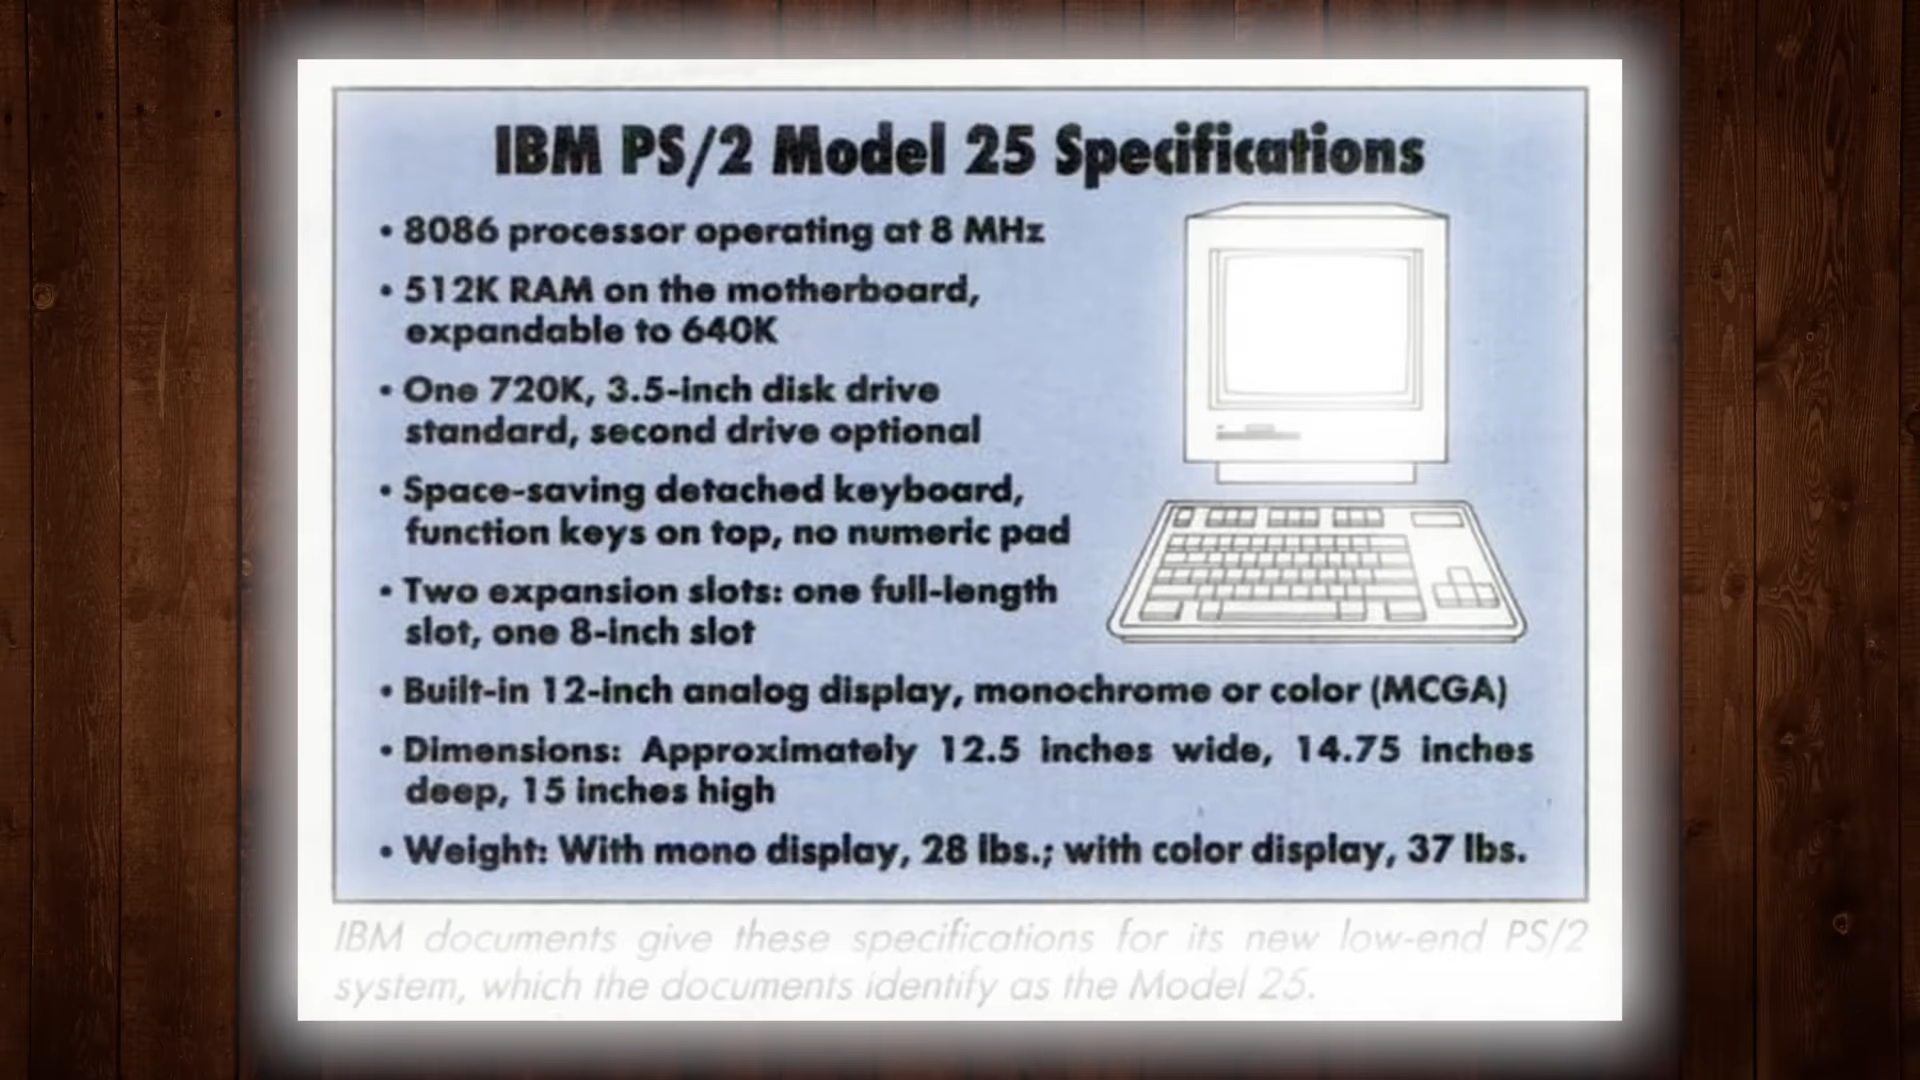 IBM PS/2 Model 25 Specifications
• 8086 processor operating at 8 MHz
• 512K RAM on the motherboard,
expandable to 640K
• One 720K, 3.5-inch disk drive
standard, second drive optional
• Space-saving detached keyboard,
function keys on top, no numeric pad
• Two expansion slots: one full-length
slot, one 8-inch slot
• Built-in 12-inch analog display, monochrome or color (MCGA)
• Dimensions: Approximately 12.5 inches wide, 14.75 inches
deep, 15 inches high
• Weight: With mono display, 28 lbs.; with color display, 37 lbs.
IBM documents give these specifications for its new low-end PS/2
system, which the documents identify as the Model 25.